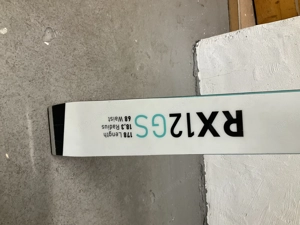 RX12GS
178 Length
18.3 Radius
68 Waist